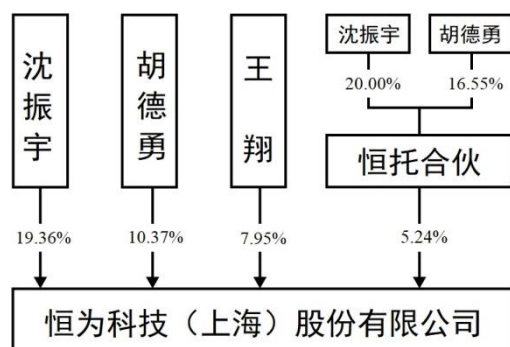 沈振宇
胡德勇
王翔
沈振宇
胡德勇
20.00%
16.55%
恒托合伙
19.36%
10.37%
7.95%
5.24%
恒为科技（上海）股份有限公司